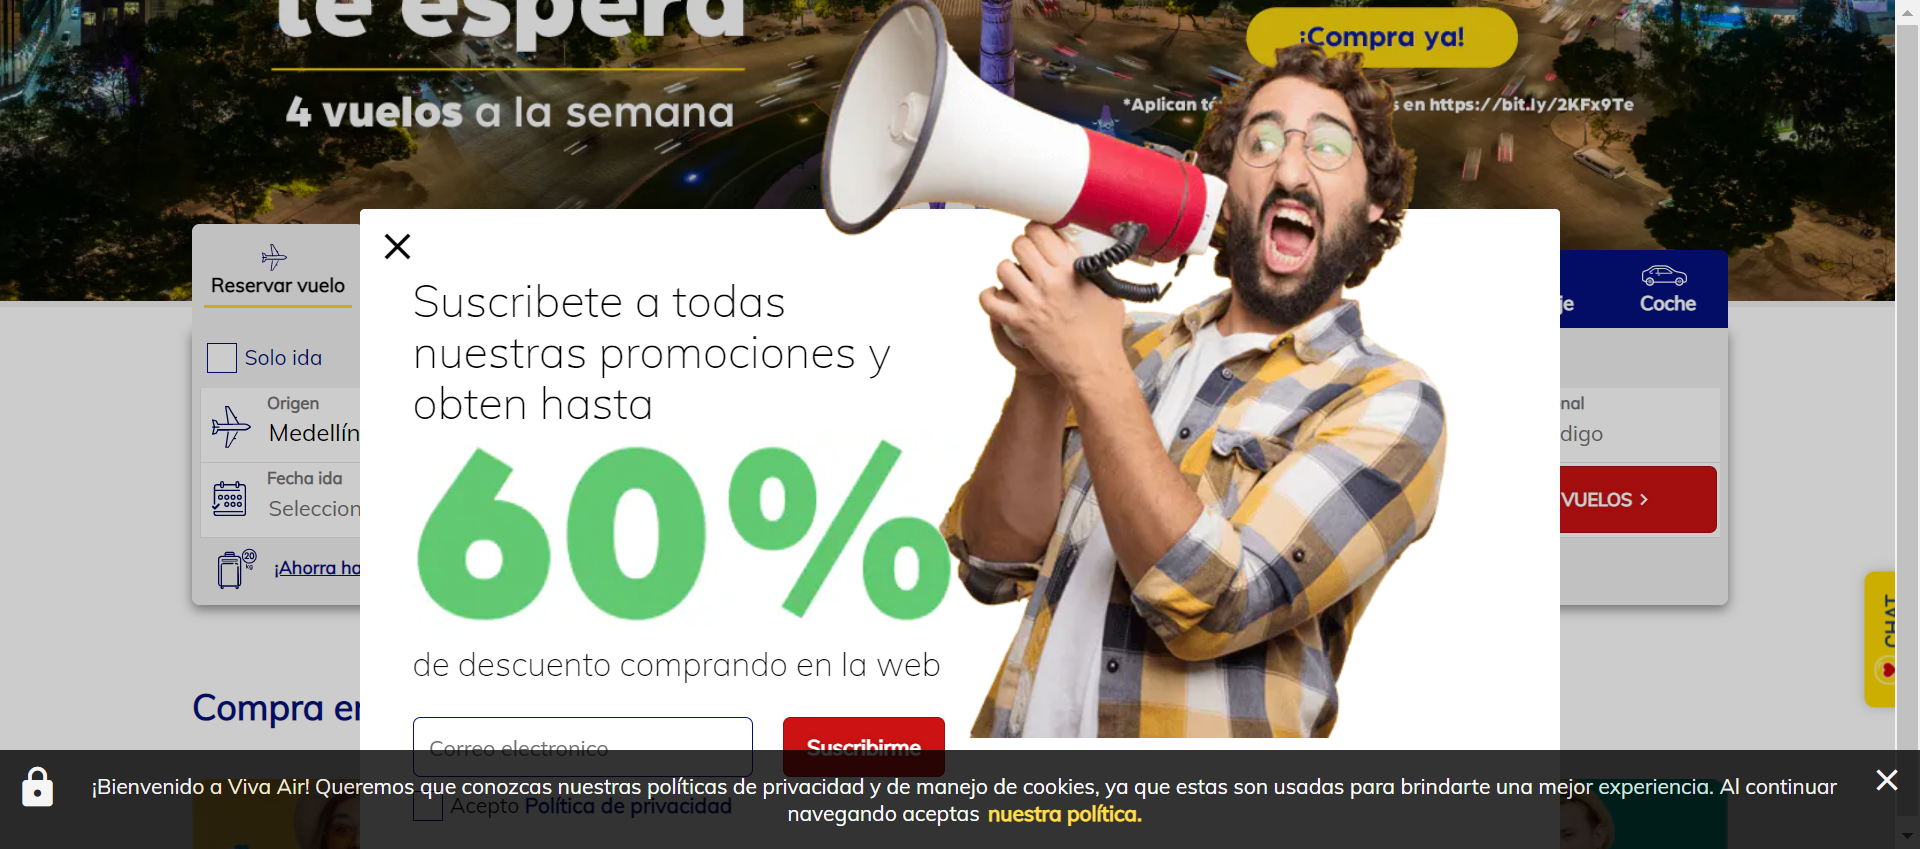 te espera
4 vuelos a la semana
¡Compra ya!
*Aplican té
s en https://bit.ly/2KFx9Te
Reservar vuelo
je
Coche
Solo ida
Origen
Medellín
Fecha ida
Seleccion
20
kg
¡Ahorra ha
Suscribete a todas
nuestras promociones y
obten hasta
60%
de descuento comprando en la web
Correo electronico
Suscribirme
Acepto Política de privacidad
nal
digo
VUELOS >
CHAT
Compra en
¡Bienvenido a Viva Air! Queremos que conozcas nuestras políticas de privacidad y de manejo de cookies, ya que estas son usadas para brindarte una mejor experiencia. Al continuar
navegando aceptas nuestra política.